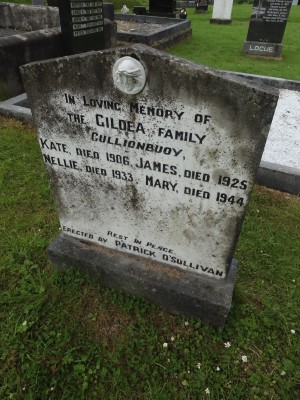 In Loving Memory of
the Gildea Family
Cullionbuoy,
Kate, died 1906, James, died 1925
Nellie, died 1933, Mary, died 1944
Rest in Peace
Erected by Patrick O'Sullivan
LOGUE